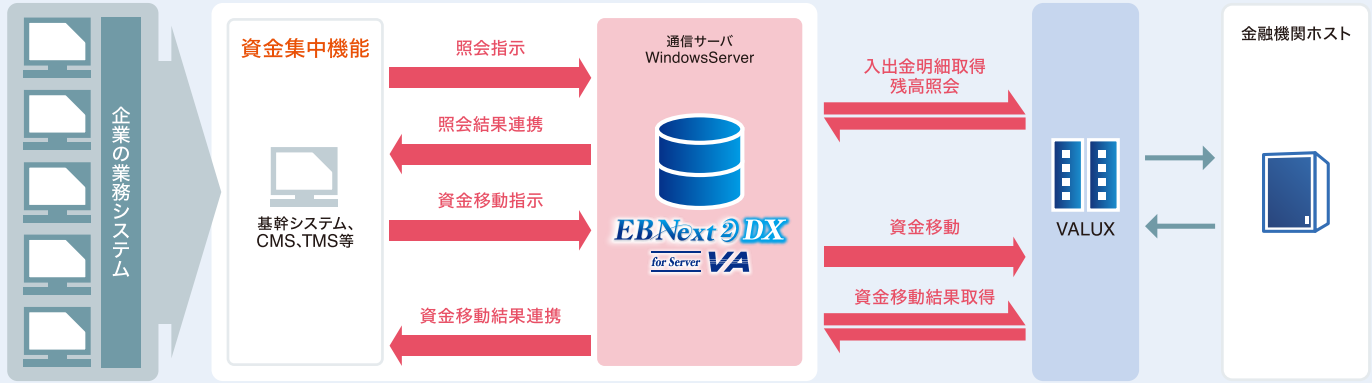 企業の業務システム
資金集中機能
基幹システム、
CMS、TMS等
照会指示
照会結果連携
資金移動指示
資金移動結果連携
通信サーバ
WindowsServer
EBNext2 DX
for Server VA
入出金明細取得
残高照会
資金移動
資金移動結果取得
VALUX
金融機関ホスト